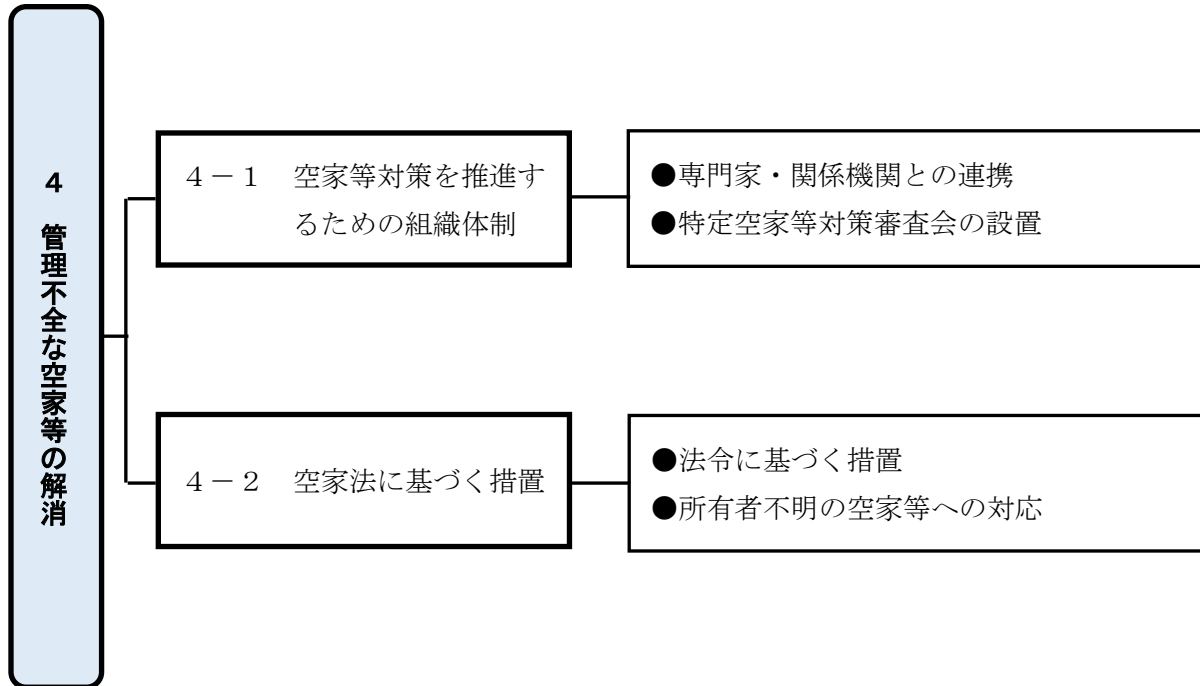 4 管理不全な空家等の解消
4－1 空家等対策を推進す
るための組織体制
●専門家・関係機関との連携
●特定空家等対策審査会の設置
4－2 空家法に基づく措置
●法令に基づく措置
●所有者不明の空家等への対応